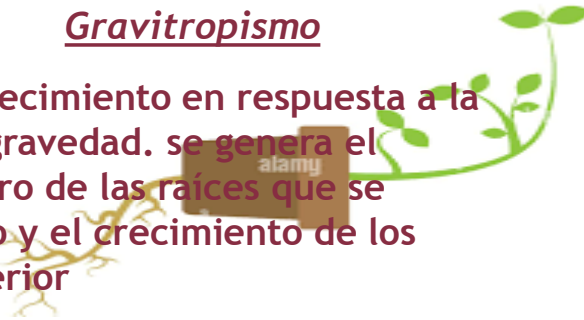 Gravitropismo
ecimiento en respuesta a la
gravedad. se genera el
ro de las raíces que se
o y el crecimiento de los
erior
alamy